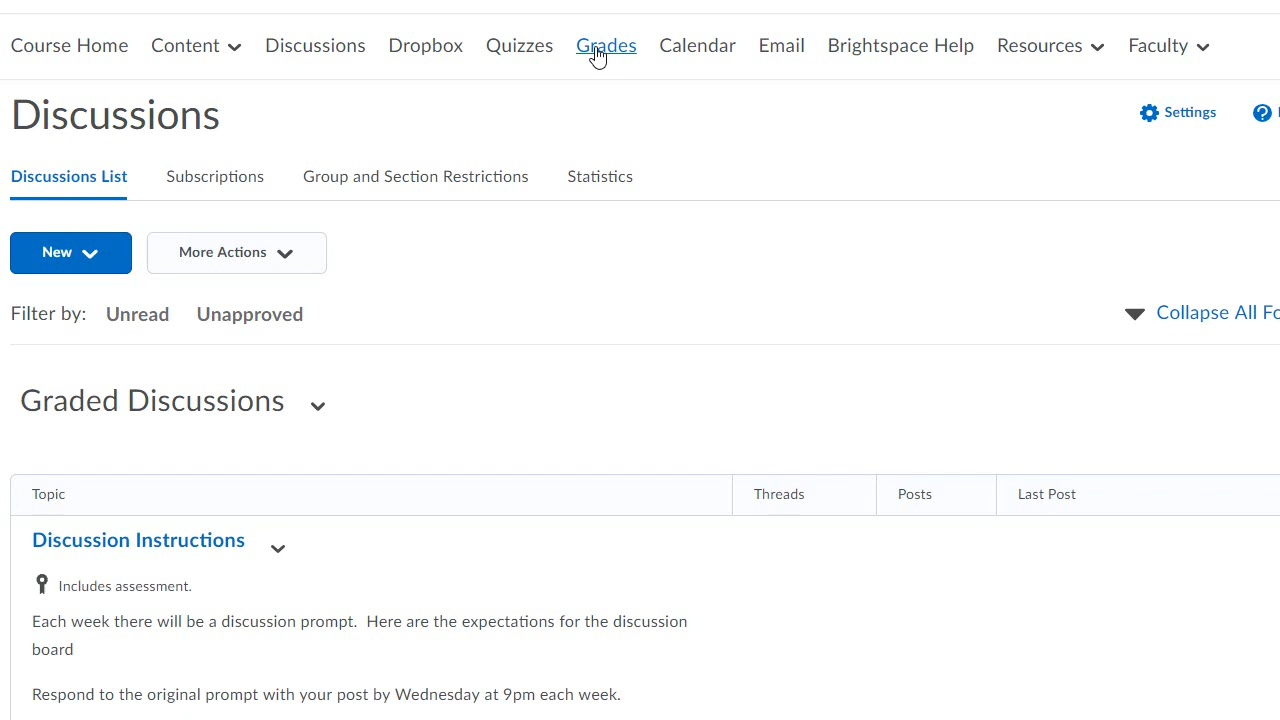 Course Home Content Discussions Dropbox Quizzes Grades Calendar Email Brightspace Help Resources Faculty
Discussions
Settings
Discussions List Subscriptions Group and Section Restrictions Statistics
New More Actions
Filter by: Unread Unapproved Collapse All
Graded Discussions
Topic Threads Posts Last Post
Discussion Instructions
Includes assessment.
Each week there will be a discussion prompt.  Here are the expectations for the discussion
board
Respond to the original prompt with your post by Wednesday at 9pm each week.